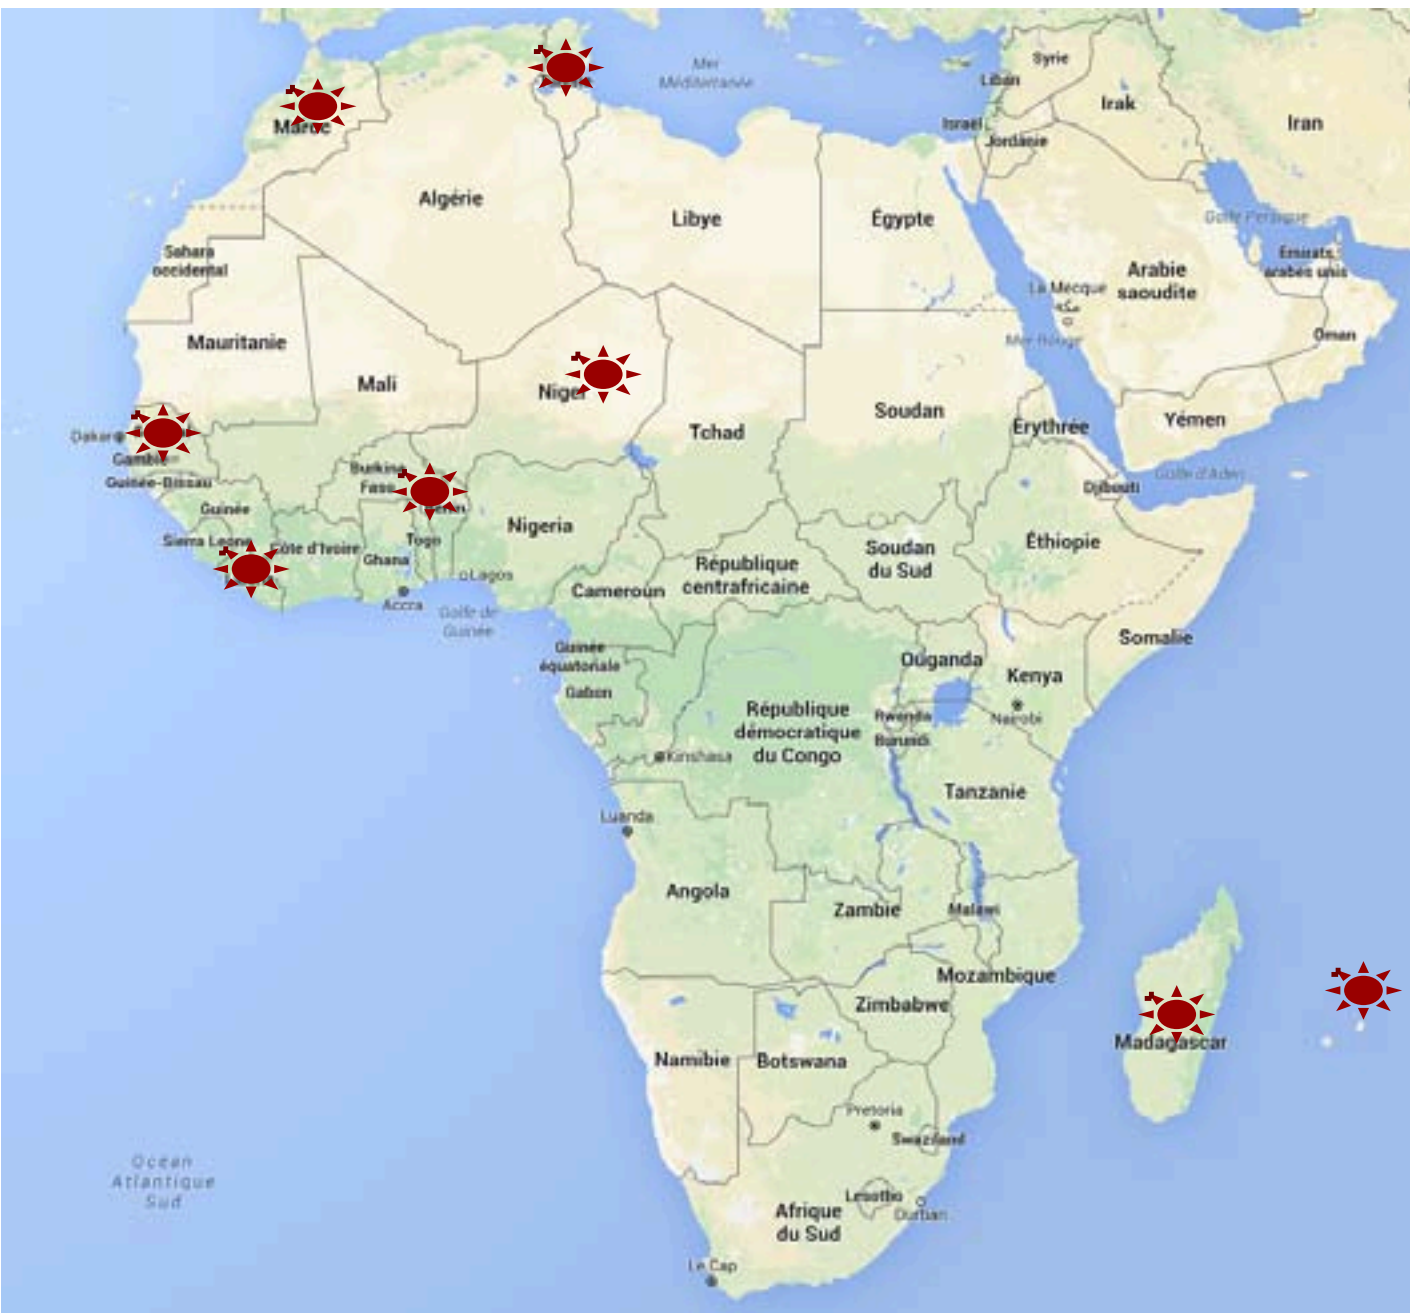 Mer
Méditerranée
Syrie
Liban
Irak
Iran
Israël
Jordanie
Maroc
Algérie
Libye
Égypte
Golfe Persique
Sahara
occidental
Émirats
arabes unis
Arabie
saoudite
La Mecque
مكة
Oman
Mer Rouge
Mauritanie
Mali
Niger
Tchad
Soudan
Érythrée
Yémen
Dakar
Gambie
Guinée-Bissau
Burkina
Faso
Golfe d'Aden
Djibouti
Guinée
Bénin
Nigeria
Sierra Leone
Côte d'Ivoire
Togo
Ghana
Soudan
du Sud
Éthiopie
République
centrafricaine
Lagos
Accra
Cameroun
Golfe de
Guinée
Somalie
Guinée
équatoriale
Ouganda
Kenya
Gabon
République
démocratique
du Congo
Rwanda
Nairobi
Burundi
Kinshasa
Tanzanie
Luanda
Angola
Zambie
Malawi
Mozambique
Zimbabwe
Madagascar
Namibie
Botswana
Pretoria
Swaziland
Océan
Atlantique
Sud
Lesotho
Durban
Afrique
du Sud
Le Cap